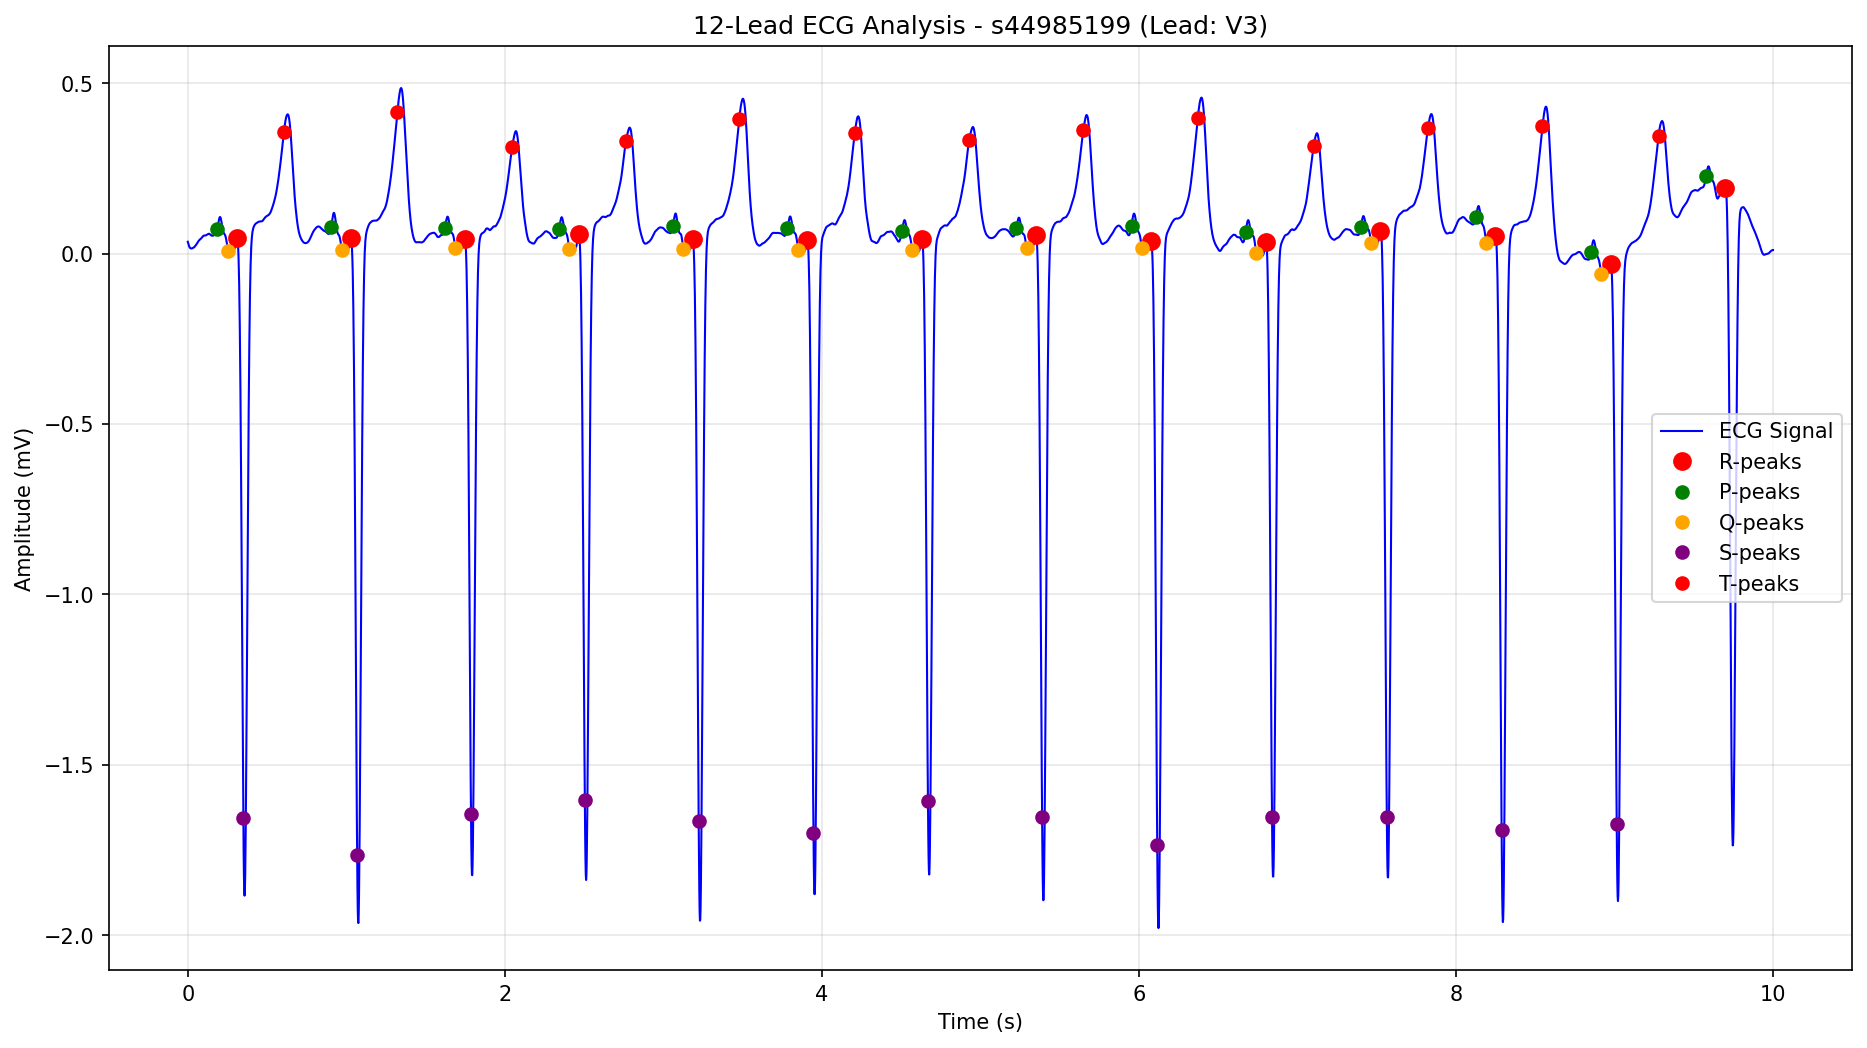 12-Lead ECG Analysis - s44985199 (Lead: V3)
0.5
0.0
−0.5
−1.0
−1.5
−2.0
Amplitude (mV)
ECG Signal
R-peaks
P-peaks
Q-peaks
S-peaks
T-peaks
0 2 4 6 8 10
Time (s)